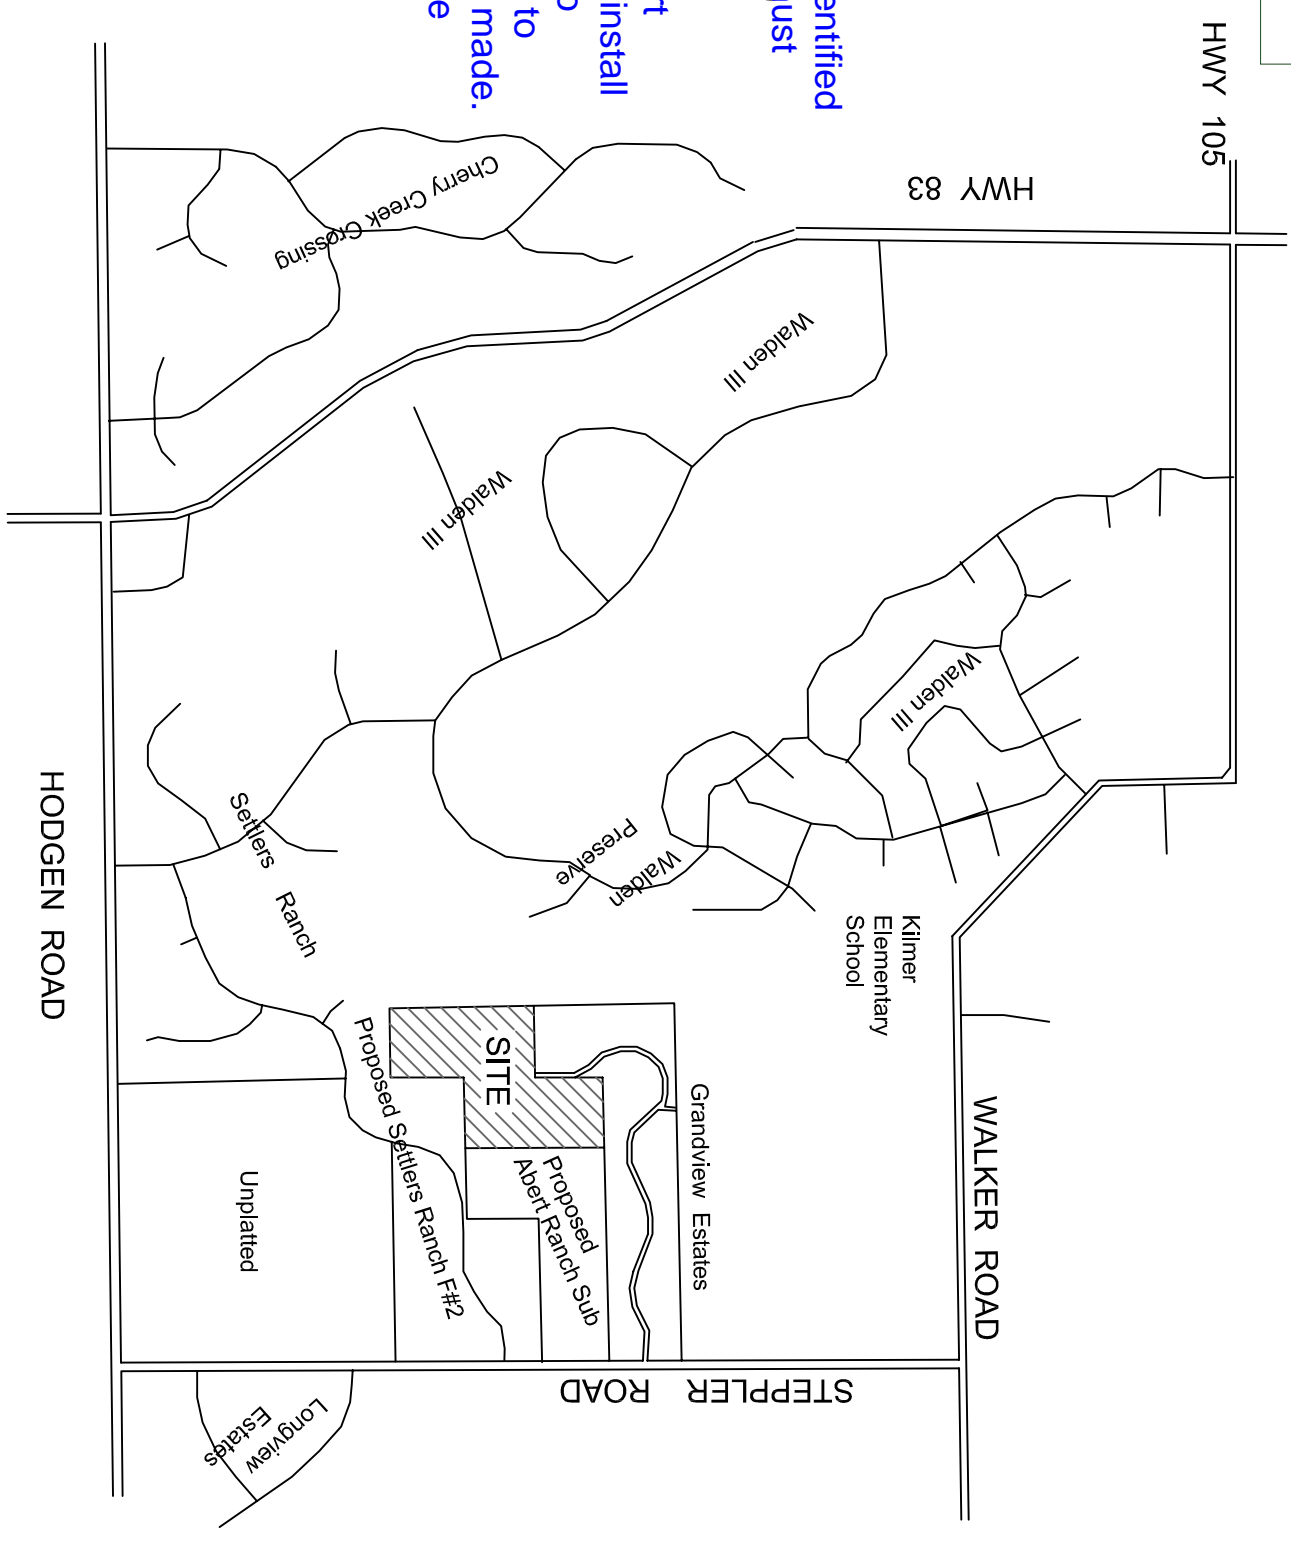 entified
ust
rt
install
o
to
made.
e
HWY 105
HWY 83
Cherry Creek Crossing
Walden III
Walden III
Walden III
Walden
Preserve
Kilmer
Elementary
School
Settlers Ranch
HODGEN ROAD
WALKER ROAD
SITE
Grandview Estates
Proposed
Abert Ranch Sub
Proposed Settlers Ranch F#2
Unplatted
STEPPLER ROAD
Longview
Estates